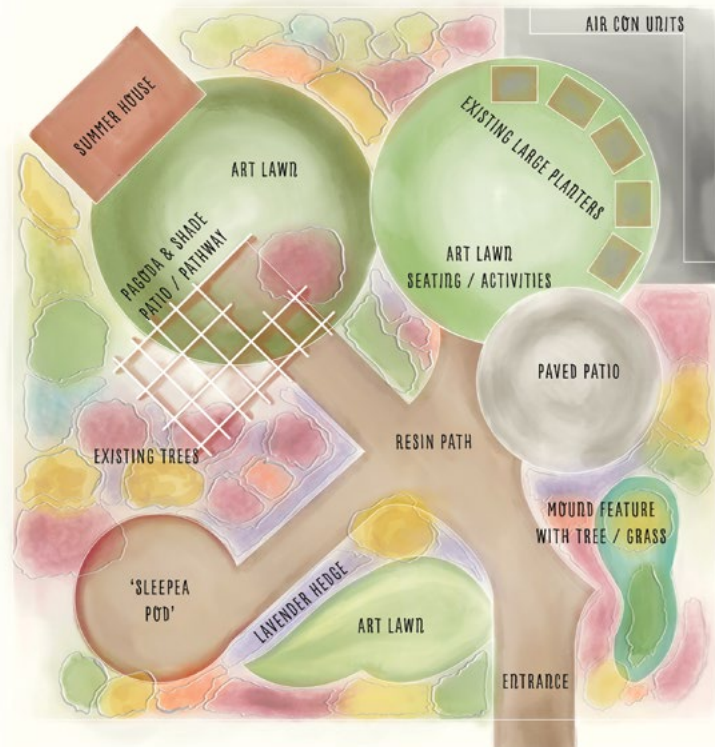 AIR CON UNITS
SUMMER HOUSE
ART LAWN
EXISTING LARGE PLANTERS
PAGODA & SHADE
PATIO / PATHWAY
ART LAWN
SEATING / ACTIVITIES
PAVED PATIO
RESIN PATH
EXISTING TREES
MOUND FEATURE
WITH TREE / GRASS
'SLEEPEA
POD'
LAVENDER HEDGE
ART LAWN
ENTRANCE